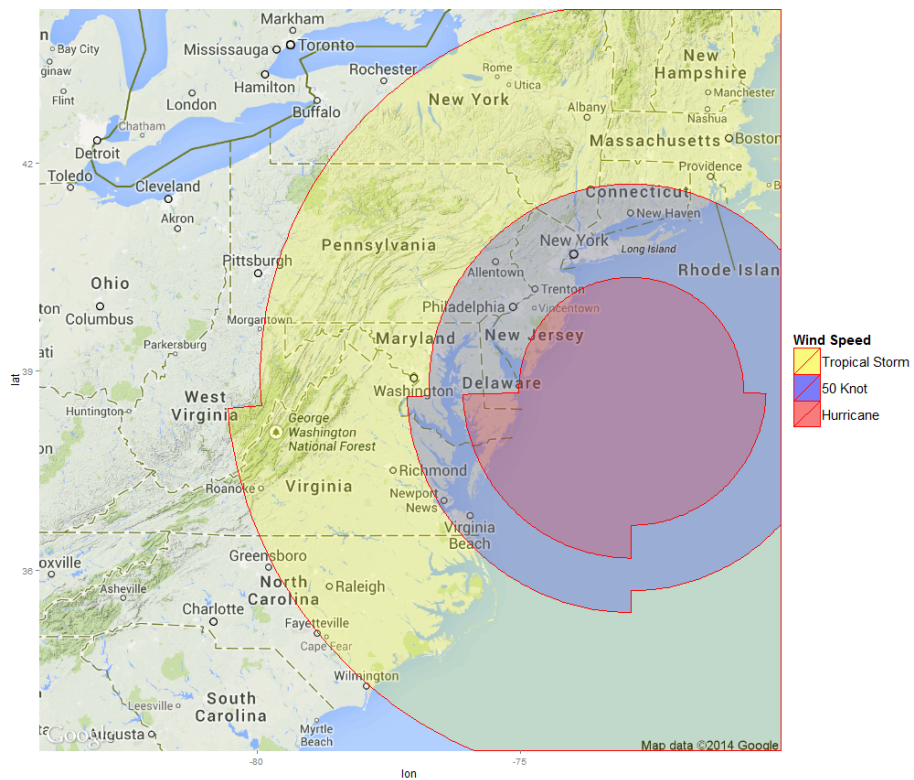 Markham
Bay City
Mississauga
Toronto
ginaw
Hamilton
Rochester
Rome
Utica
New
Hampshire
Flint
London
Buffalo
New York
Manchester
Albany
Nashua
Chatham
Massachusetts
Boston
Detroit
42
Toledo
Cleveland
Providence
Connecticut
Akron
New Haven
Pennsylvania
New York
Long Island
Pittsburgh
Allentown
Rhode Islan
Ohio
Trenton
Columbus
Philadelphia
Vincentown
Morgantown
Maryland
New Jersey
Parkersburg
ati
39
lat
Washington
Delaware
West
Virginia
Huntington
George
Washington
National Forest
on
Richmond
Roanoke
Virginia
Newport
News
Virginia
Beach
36
oxville
Greensboro
North
Carolina
Asheville
Raleigh
Charlotte
Fayetteville
Cape Fear
Wilmington
South
Carolina
Leesville
Augusta
Myrtle
Beach
Map data ©2014 Google
-80
-75
lon
Wind Speed
Tropical Storm
50 Knot
Hurricane